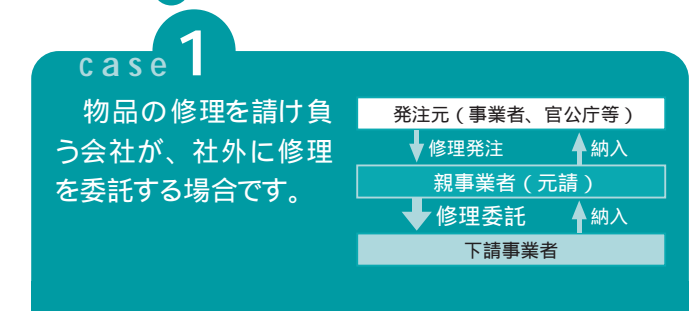 case 1
物品の修理を請け負
う会社が、社外に修理
を委託する場合です。
発注元（事業者、官公庁等）
修理発注 納入
親事業者（元請）
修理委託 納入
下請事業者